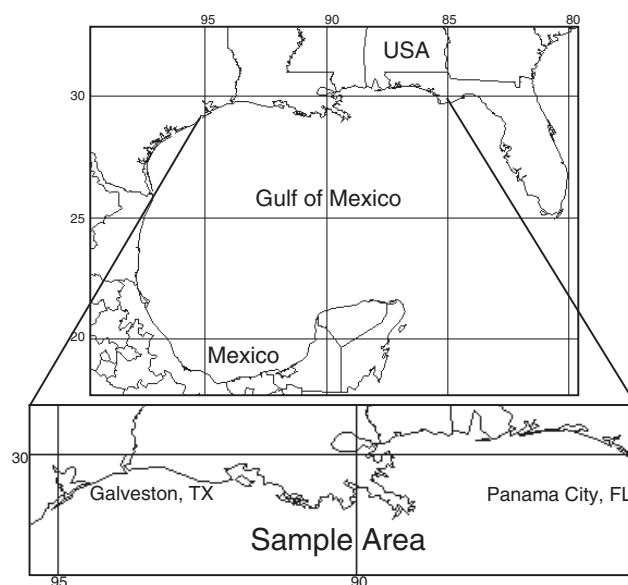 95 90 85 80
USA
30
Gulf of Mexico
25
20
Mexico
30
Galveston, TX
Panama City, FL
Sample Area
95 90